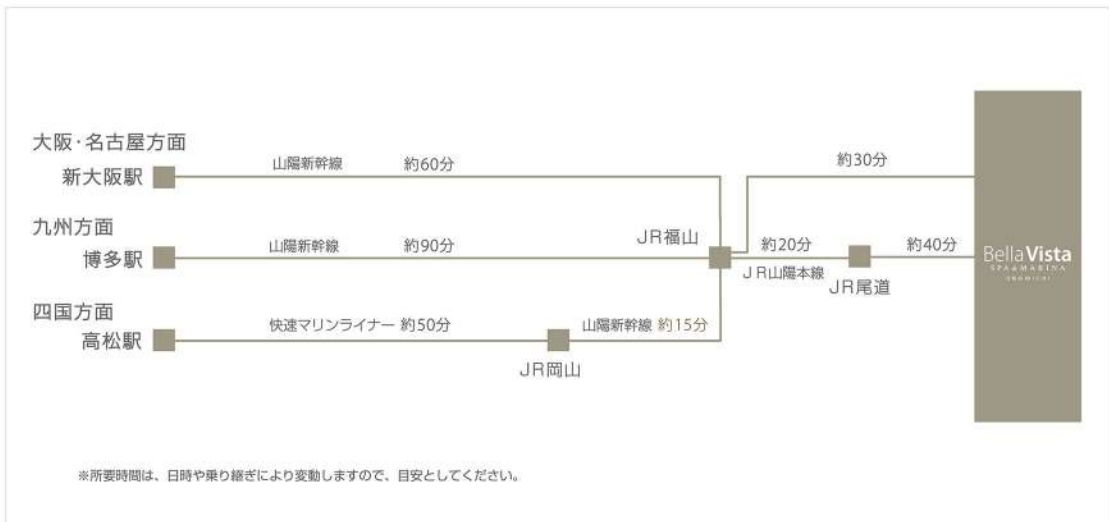 大阪・名古屋方面
新大阪駅
山陽新幹線 約60分
約30分
九州方面
博多駅
山陽新幹線 約90分
JR福山
約20分
JR山陽本線
JR尾道
約40分
BellaVista
SPA & MARINA
ONOMICHI
四国方面
高松駅
快速マリンライナー 約50分
JR岡山
山陽新幹線 約15分
※所要時間は、日時や乗り継ぎにより変動しますので、目安としてください。